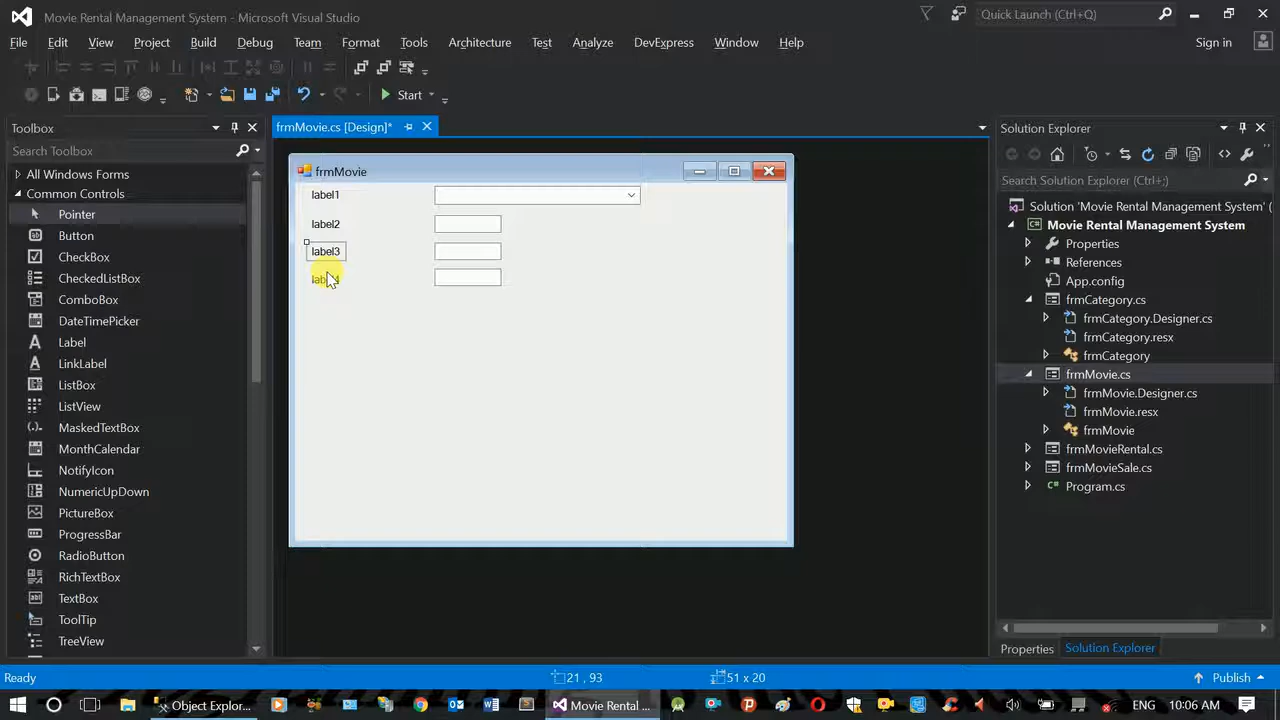 Movie Rental Management System - Microsoft Visual Studio
Quick Launch (Ctrl+Q)
File Edit View Project Build Debug Team Format Tools Architecture Test Analyze DevExpress Window Help
Sign in
Start
Toolbox
Search Toolbox
All Windows Forms
Common Controls
Pointer
Button
CheckBox
CheckedListBox
ComboBox
DateTimePicker
Label
LinkLabel
ListBox
ListView
MaskedTextBox
MonthCalendar
NotifyIcon
NumericUpDown
PictureBox
ProgressBar
RadioButton
RichTextBox
TextBox
ToolTip
TreeView
frmMovie.cs [Design]*
frmMovie
label1
label2
label3
label4
Solution Explorer
Search Solution Explorer (Ctrl+;)
Solution 'Movie Rental Management System'
Movie Rental Management System
Properties
References
App.config
frmCategory.cs
frmCategory.Designer.cs
frmCategory.resx
frmCategory
frmMovie.cs
frmMovie.Designer.cs
frmMovie.resx
frmMovie
frmMovieRental.cs
frmMovieSale.cs
Program.cs
Properties Solution Explorer
Ready
21 , 93
51 x 20
Publish
Object Explor...
Movie Rental ...
10:06 AM